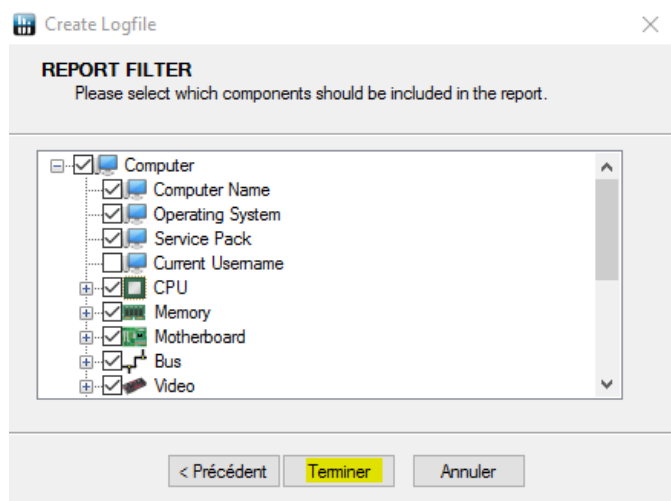 Create Logfile
REPORT FILTER
Please select which components should be included in the report.
Computer
Computer Name
Operating System
Service Pack
Current Username
CPU
Memory
Motherboard
Bus
Video
< Précédent Terminer Annuler